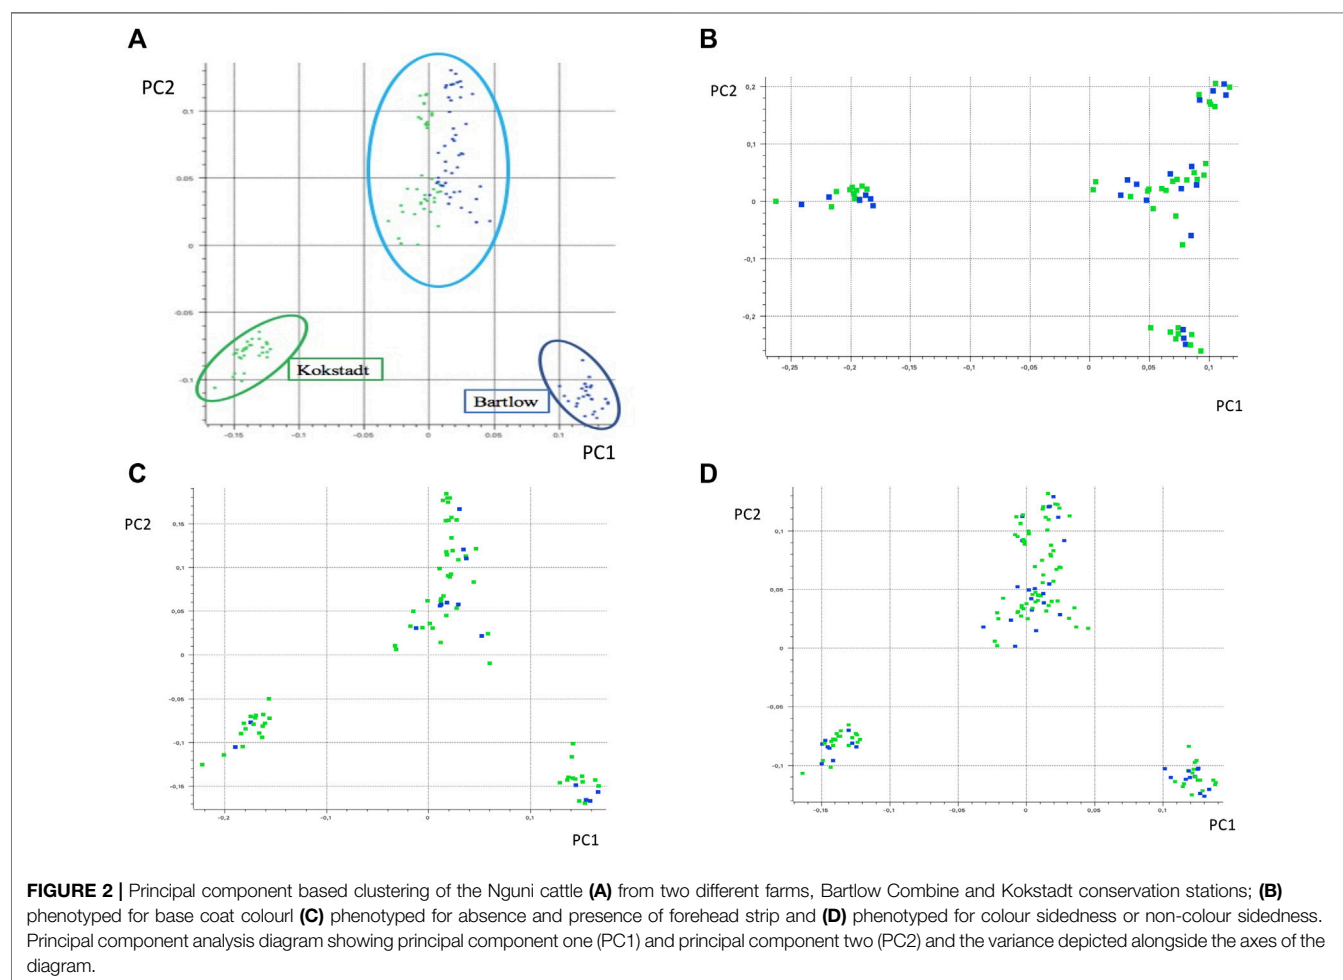 A
PC2
0.1
0.05
0
-0.05
-0.1
-0.15
-0.1
-0.05
0
0.05
0.1
Kokstadt
Bartlow
PC1
B
PC2
0,2
0,1
0
-0,1
-0,2
-0,25
-0,2
-0,15
-0,1
-0,05
0
0,05
0,1
PC1
C
PC2
0,15
0,1
0,05
0
-0,05
-0,1
-0,15
-0,2
-0,1
0
0,1
PC1
D
PC2
0,1
0,05
0
-0,05
-0,1
-0,15
-0,1
-0,05
0
0,05
0,1
PC1
FIGURE 2 | Principal component based clustering of the Nguni cattle (A) from two different farms, Bartlow Combine and Kokstadt conservation stations; (B)
phenotyped for base coat colourl (C) phenotyped for absence and presence of forehead strip and (D) phenotyped for colour sidedness or non-colour sidedness.
Principal component analysis diagram showing principal component one (PC1) and principal component two (PC2) and the variance depicted alongside the axes of the
diagram.